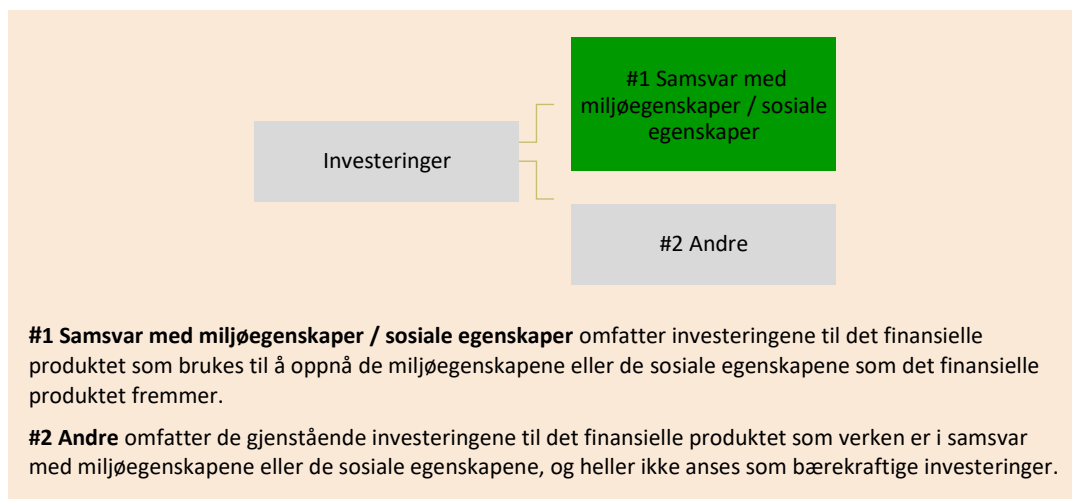 #1 Samsvar med
miljøegenskaper / sosiale
egenskaper
Investeringer
#2 Andre
#1 Samsvar med miljøegenskaper / sosiale egenskaper omfatter investeringene til det finansielle
produktet som brukes til å oppnå de miljøegenskapene eller de sosiale egenskapene som det finansielle
produktet fremmer.
#2 Andre omfatter de gjenstående investeringene til det finansielle produktet som verken er i samsvar
med miljøegenskapene eller de sosiale egenskapene, og heller ikke anses som bærekraftige investeringer.